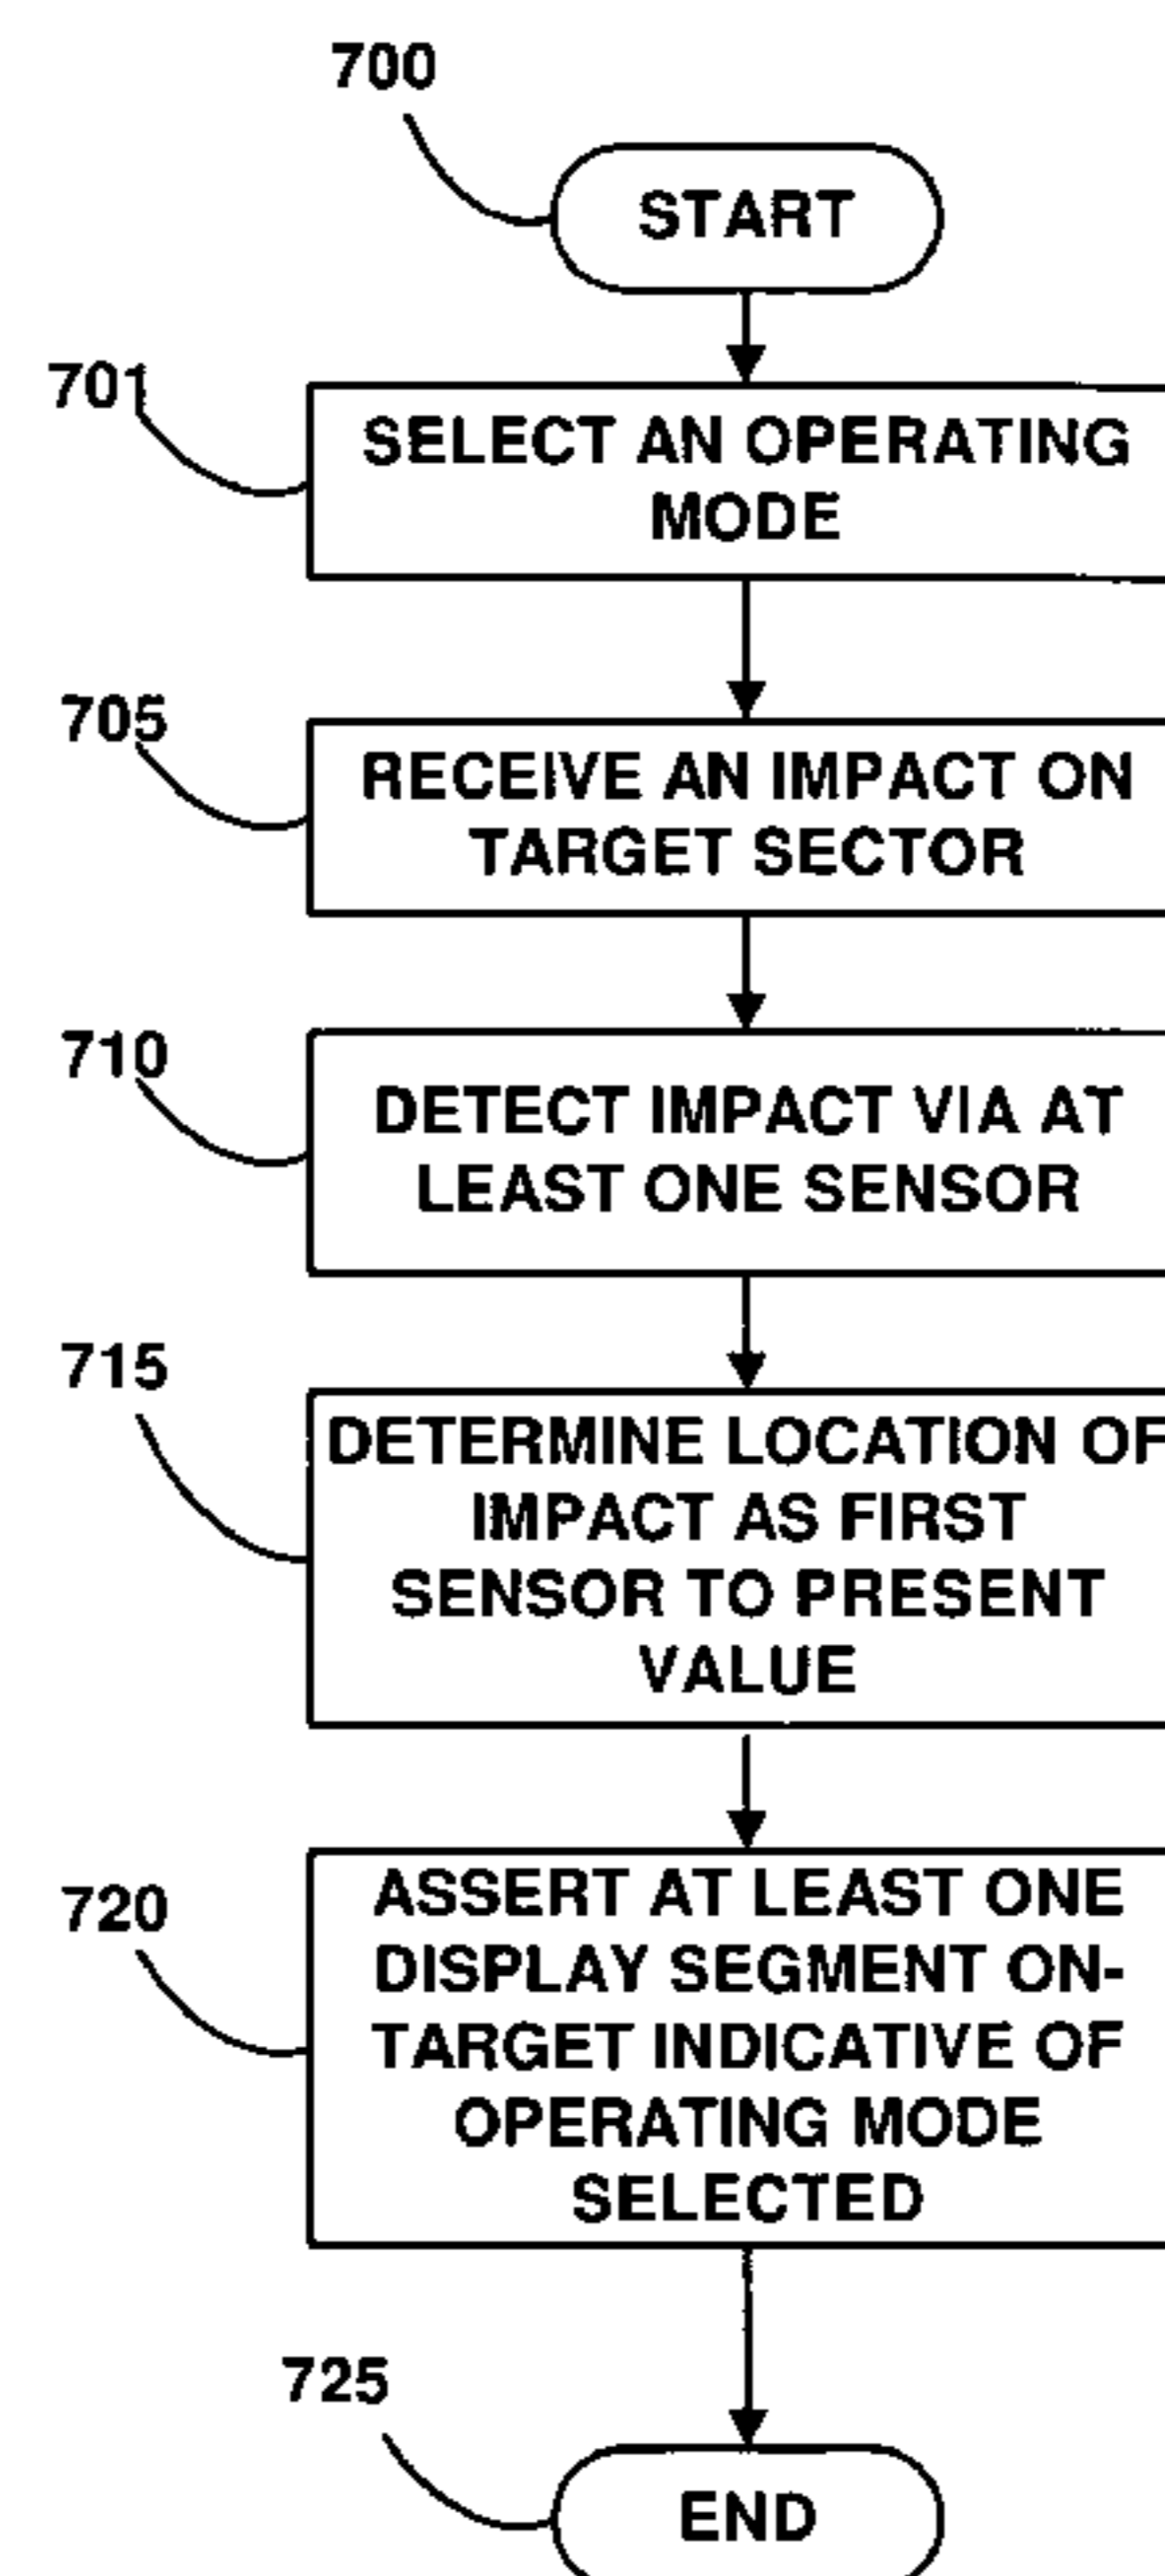 700
START
701
SELECT AN OPERATING
MODE
705
RECEIVE AN IMPACT ON
TARGET SECTOR
710
DETECT IMPACT VIA AT
LEAST ONE SENSOR
715
DETERMINE LOCATION OF
IMPACT AS FIRST
SENSOR TO PRESENT
VALUE
720
ASSERT AT LEAST ONE
DISPLAY SEGMENT ON-
TARGET INDICATIVE OF
OPERATING MODE
SELECTED
725
END